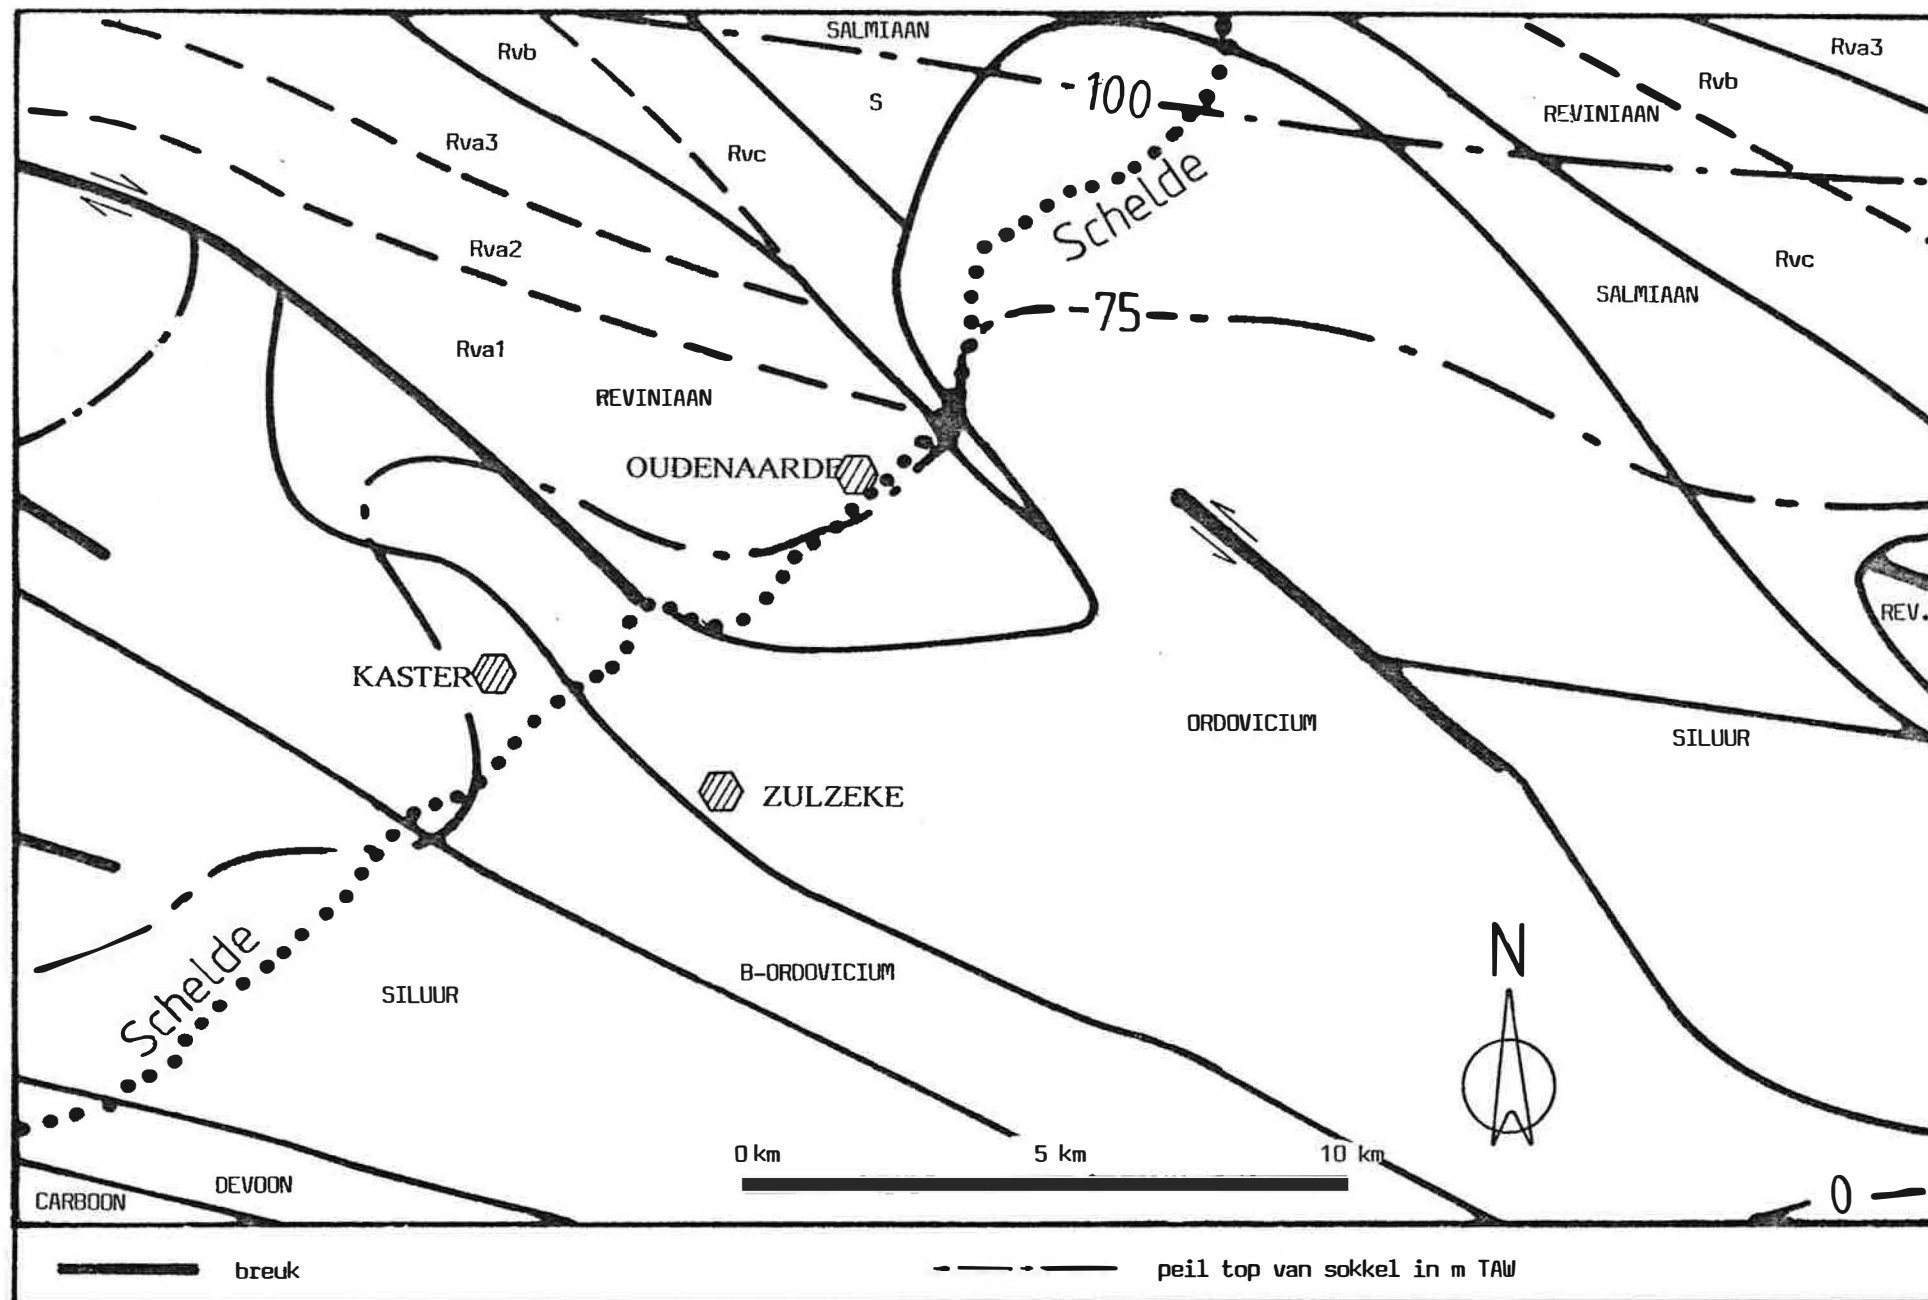 SALMIAAN
Rva3
Rvb
Rvb
-100
S
REVINIAAN
Rva3
Rvc
Schelde
Rva2
Rvc
SALMIAAN
-75
Rva1
REVINIAAN
OUDENAARDE
REV.
KASTER
ORDOVICIUM
SILUUR
ZULZEKE
N
Schelde
B-ORDOVICIUM
SILUUR
0 km 5 km 10 km
DEVOON
CARBOON
0
breuk
peil top van sokkel in m TAW